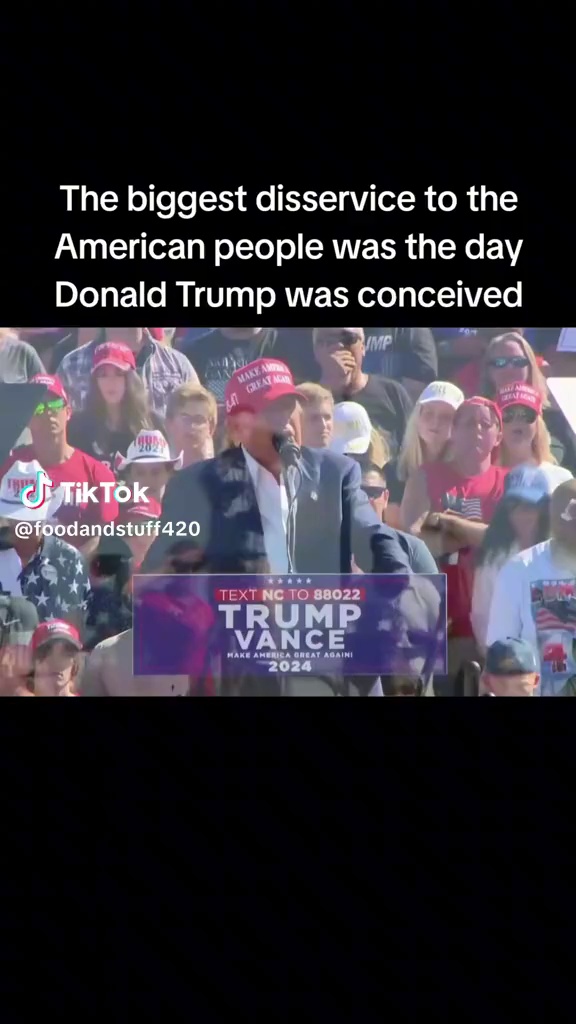 The biggest disservice to the
American people was the day
Donald Trump was conceived
MAKE AMERICA
GREAT AGAIN
TRUMP
TikTok
@foodandstuff420
TEXT NC TO 88022
TRUMP
VANCE
MAKE AMERICA GREAT AGAIN!
2024